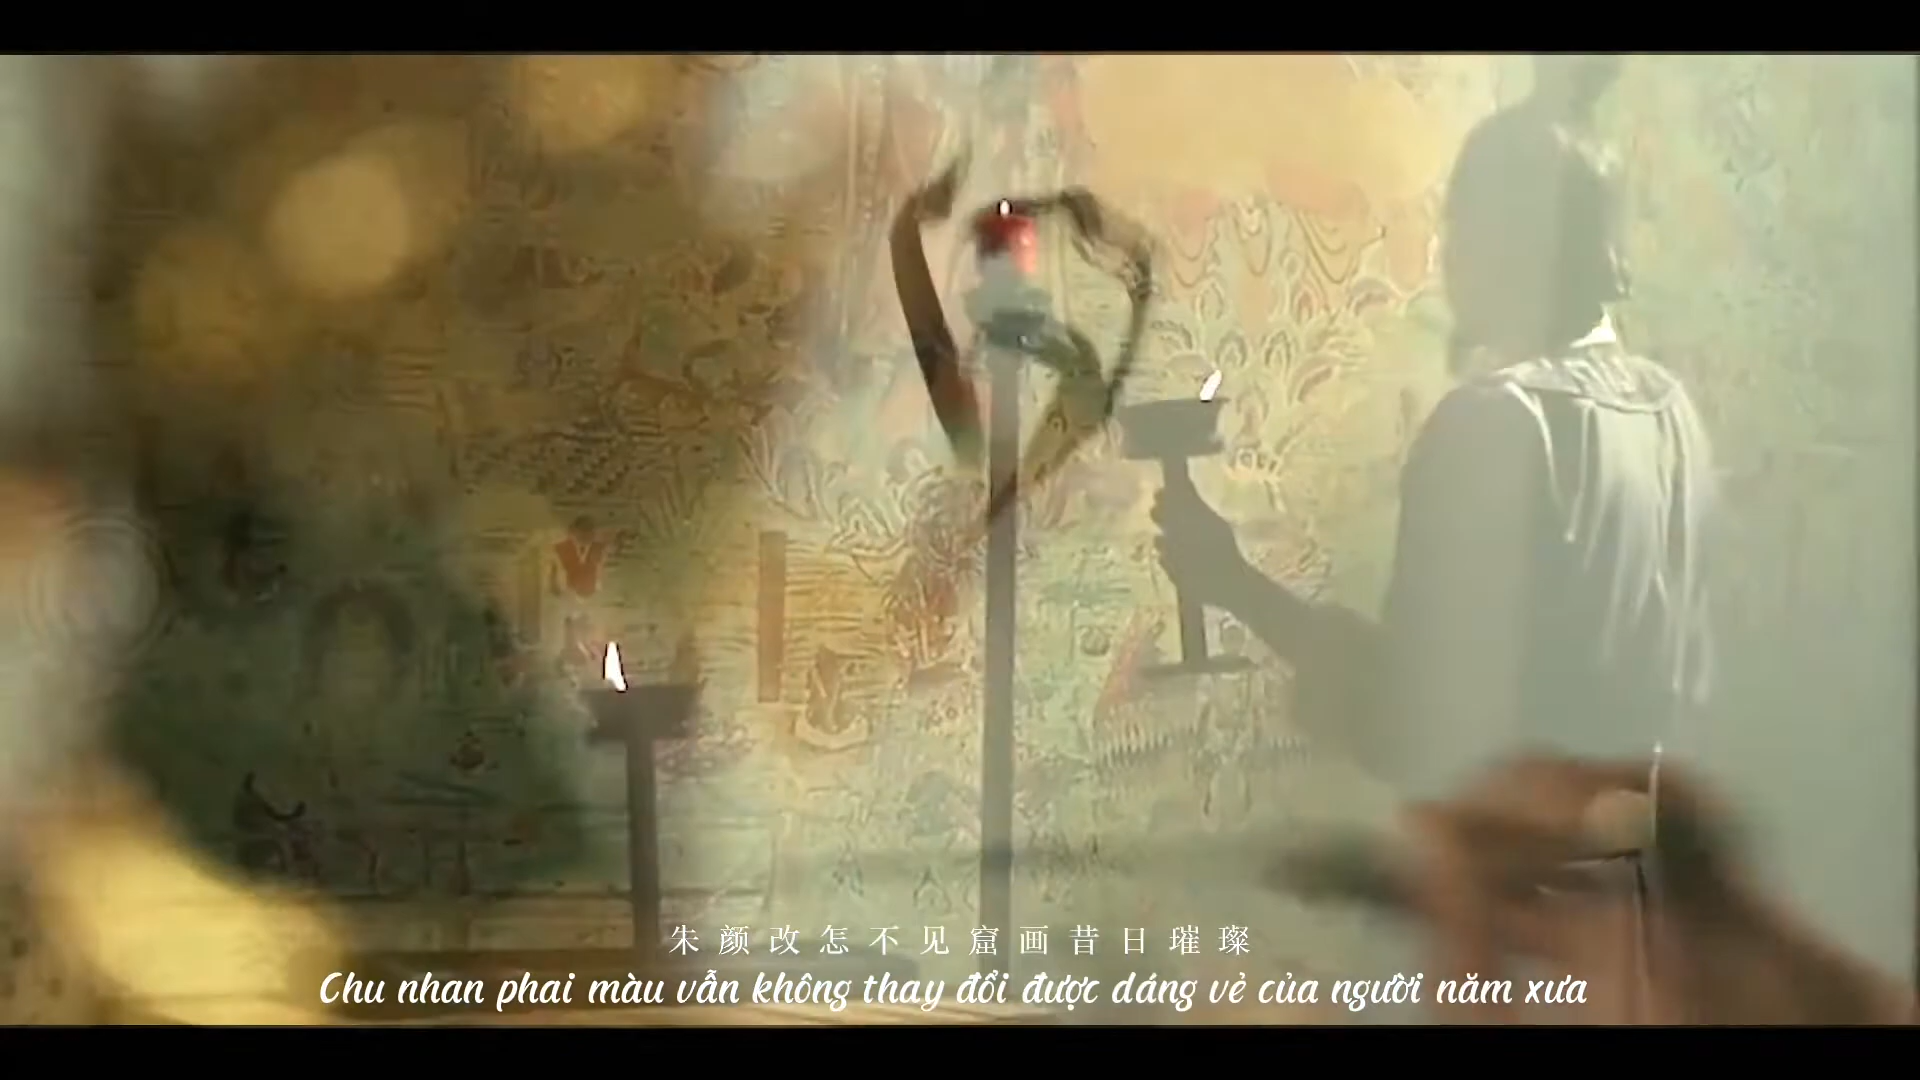 朱颜改怎不见窟画昔日璀璨
Chu nhan phai màu vẫn không thay đổi được dáng vẻ của người năm xưa